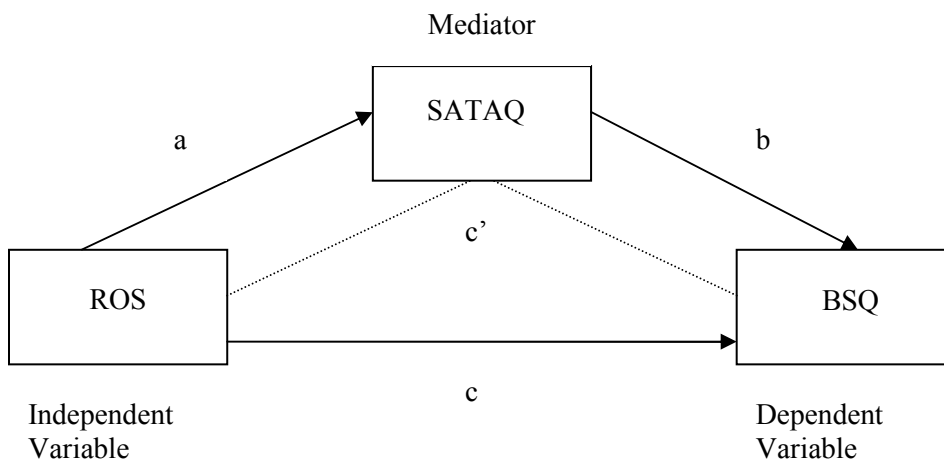 Mediator
SATAQ
a
b
c’
ROS
BSQ
c
Independent
Variable
Dependent
Variable